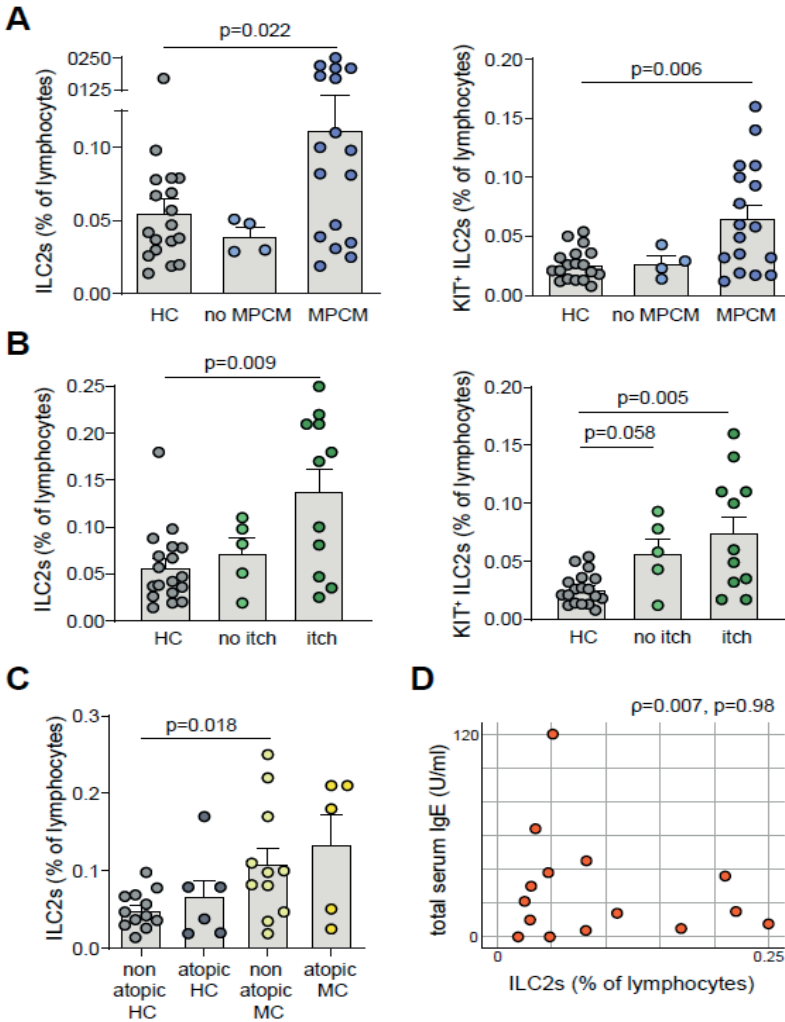 A
p=0.022
ILC2s (% of lymphocytes)
0250
0125
0.10
0.05
0.00
HC no MPCM MPCM
p=0.006
KIT⁺ ILC2s (% of lymphocytes)
0.20
0.15
0.10
0.05
0.00
HC no MPCM MPCM
B
p=0.009
ILC2s (% of lymphocytes)
0.25
0.20
0.15
0.10
0.05
0.00
HC no itch itch
p=0.005
p=0.058
KIT⁺ ILC2s (% of lymphocytes)
0.20
0.15
0.10
0.05
0.00
HC no itch itch
C
p=0.018
ILC2s (% of lymphocytes)
0.3
0.2
0.1
0.0
non atopic HC
atopic HC
non atopic MC
atopic MC
D
ρ=0.007, p=0.98
total serum IgE (U/ml)
120
0
0 0.25
ILC2s (% of lymphocytes)